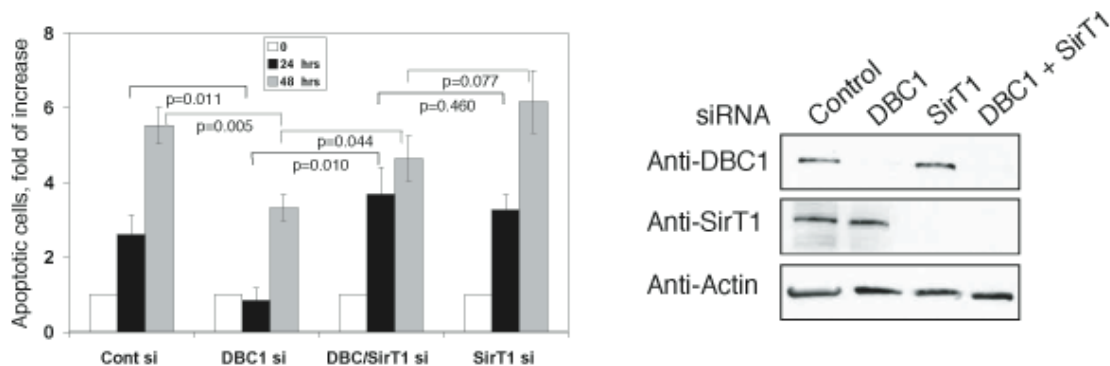 Apoptotic cells, fold of increase
8
6
4
2
0
0
24 hrs
48 hrs
p=0.011
p=0.005
p=0.044
p=0.010
p=0.077
p=0.460
Cont si
DBC1 si
DBC/SirT1 si
SirT1 si
siRNA
Control
DBC1
SirT1
DBC1 + SirT1
Anti-DBC1
Anti-SirT1
Anti-Actin